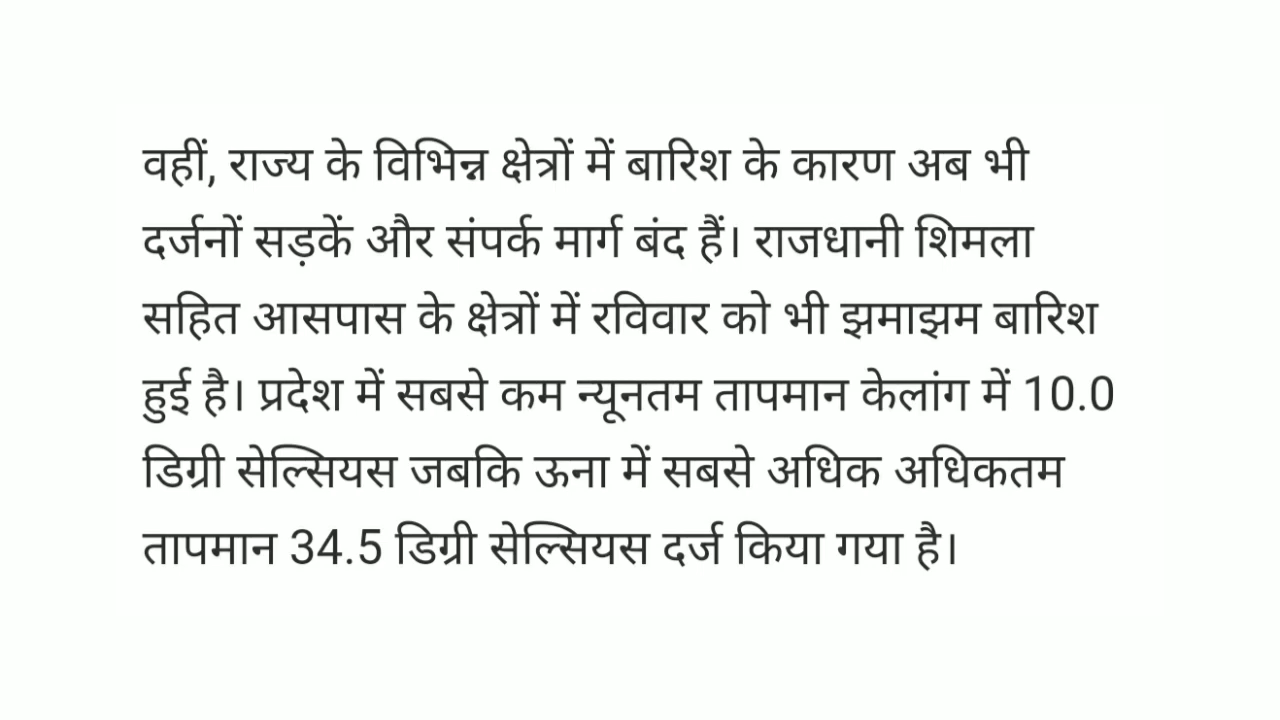 वहीं, राज्य के विभिन्न क्षेत्रों में बारिश के कारण अब भी
दर्जनों सड़कें और संपर्क मार्ग बंद हैं। राजधानी शिमला
सहित आसपास के क्षेत्रों में रविवार को भी झमाझम बारिश
हुई है। प्रदेश में सबसे कम न्यूनतम तापमान केलांग में 10.0
डिग्री सेल्सियस जबकि ऊना में सबसे अधिक अधिकतम
तापमान 34.5 डिग्री सेल्सियस दर्ज किया गया है।